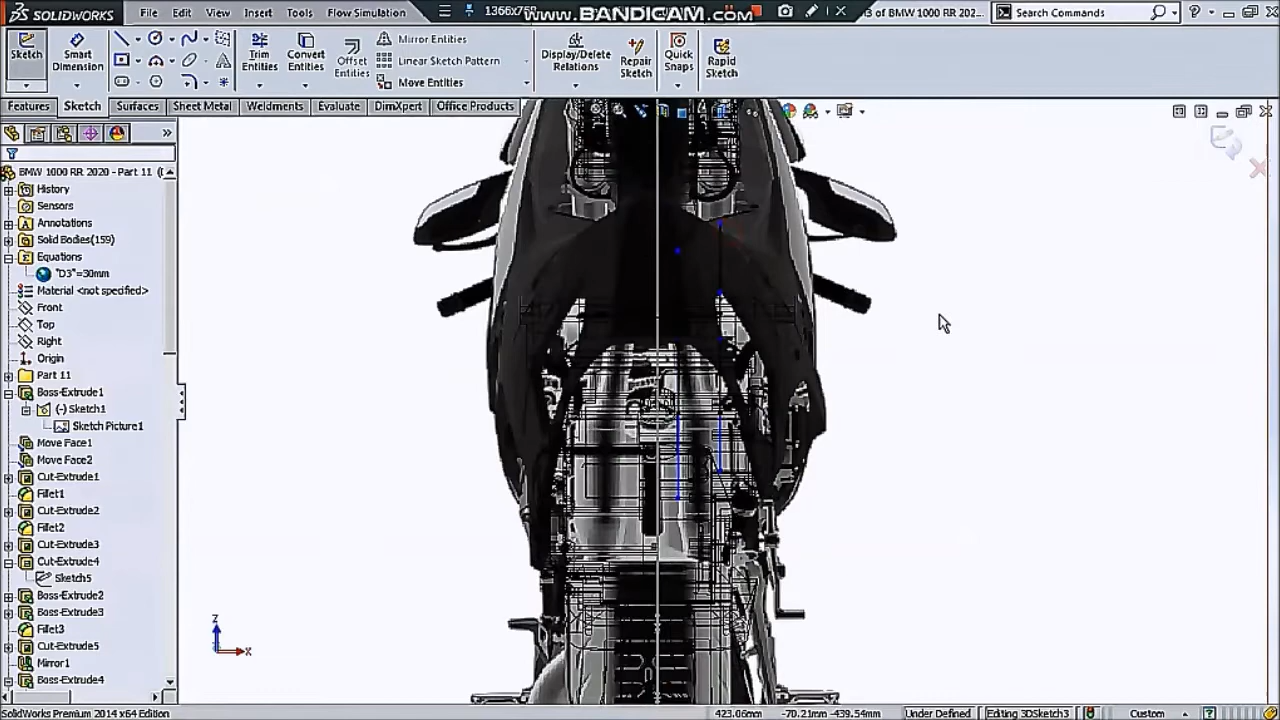 SOLIDWORKS File Edit View Insert Tools Flow Simulation 1366x768 www.BANDICAM.com 3 of BMW 1000 RR 202... Search Commands
Sketch Smart Dimension Trim Entities Convert Entities Offset Entities Mirror Entities Linear Sketch Pattern Move Entities Display/Delete Relations Repair Sketch Quick Snaps Rapid Sketch
Features Sketch Surfaces Sheet Metal Weldments Evaluate DimXpert Office Products
BMW 1000 RR 2020 - Part 11 (
History
Sensors
Annotations
Solid Bodies(159)
Equations
"D3"=30mm
Material <not specified>
Front
Top
Right
Origin
Part 11
Boss-Extrude1
(-) Sketch1
Sketch Picture1
Move Face1
Move Face2
Cut-Extrude1
Fillet1
Cut-Extrude2
Fillet2
Cut-Extrude3
Cut-Extrude4
Sketch5
Boss-Extrude2
Boss-Extrude3
Fillet3
Cut-Extrude5
Mirror1
Boss-Extrude4
Z
X
SolidWorks Premium 2014 x64 Edition 423.06mm -70.21mm -439.54mm Under Defined Editing 3DSketch3 Custom